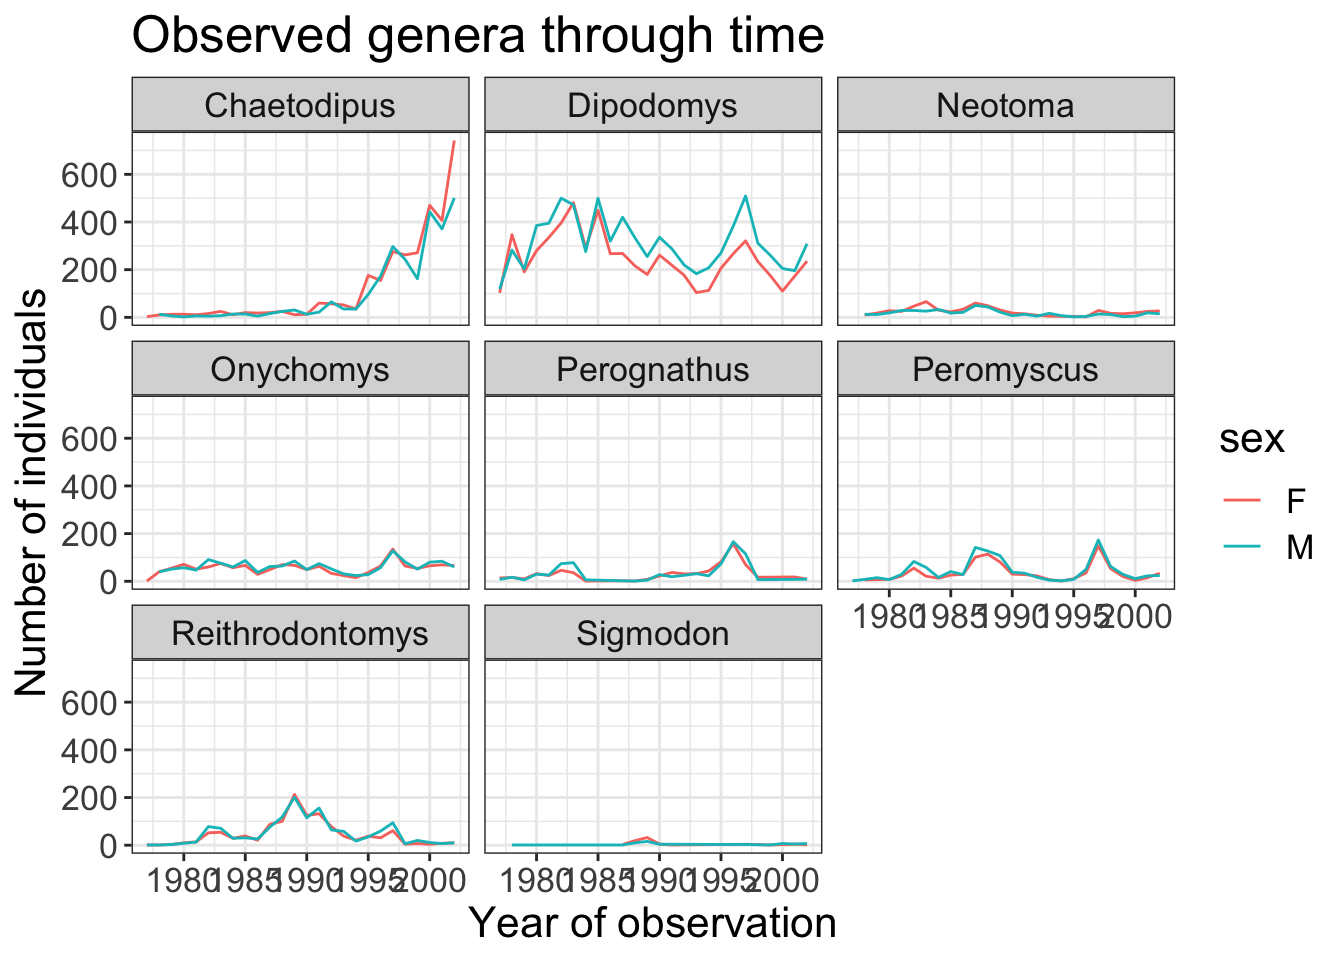 Observed genera through time
Chaetodipus Dipodomys Neotoma
600
400
200
0
Onychomys Perognathus Peromyscus
600
400
200
0
1980 1985 1990 1995 2000
Reithrodontomys Sigmodon
600
400
200
0
1980 1985 1990 1995 2000 1980 1985 1990 1995 2000
Year of observation
Number of individuals
sex
F
M